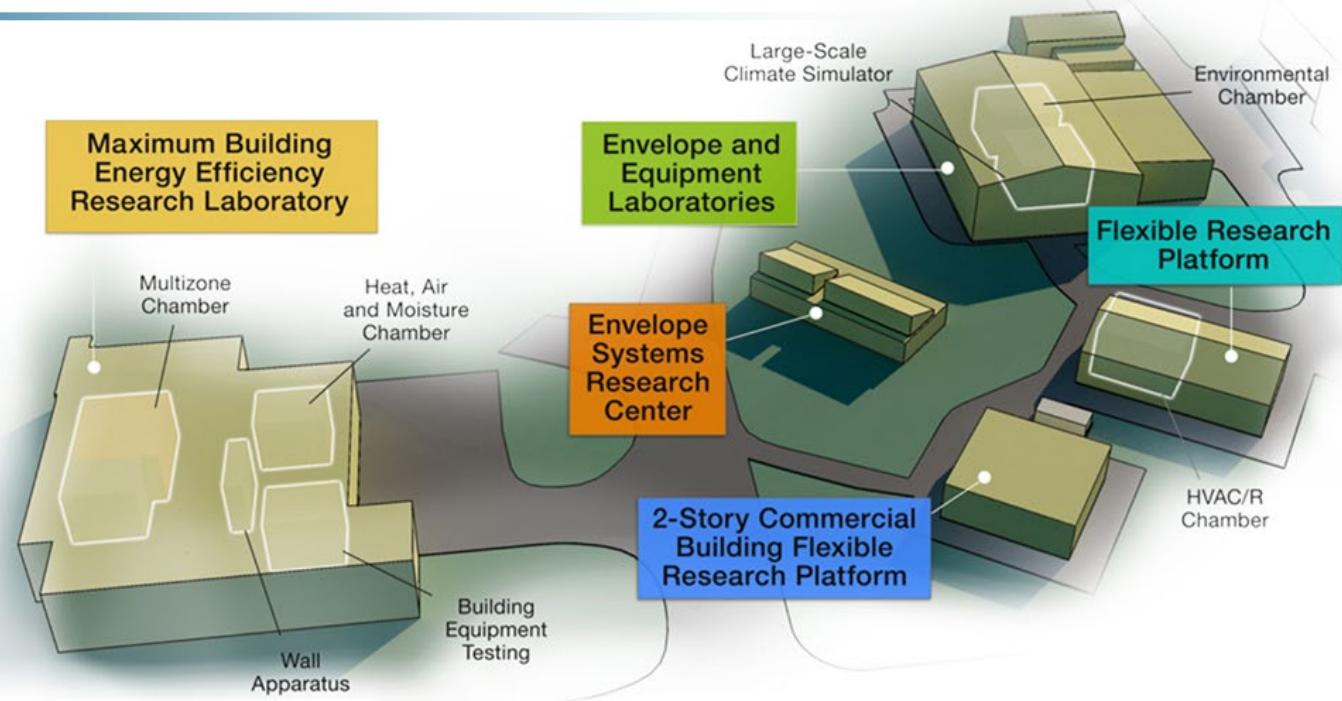 Large-Scale
Climate Simulator
Environmental
Chamber
Maximum Building
Energy Efficiency
Research Laboratory
Envelope and
Equipment
Laboratories
Flexible Research
Platform
Multizone
Chamber
Heat, Air
and Moisture
Chamber
Envelope
Systems
Research
Center
HVAC/R
Chamber
2-Story Commercial
Building Flexible
Research Platform
Building
Equipment
Testing
Wall
Apparatus